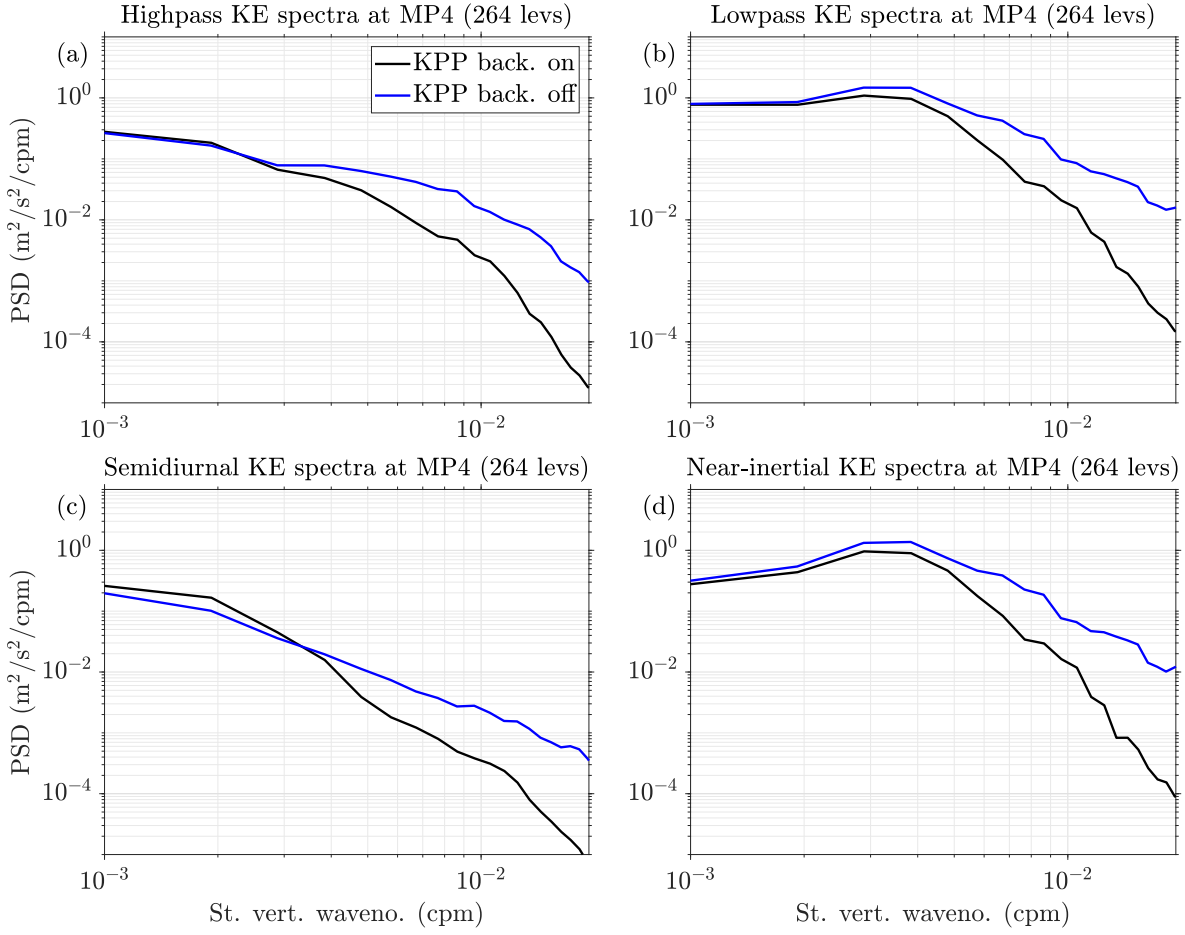 Highpass KE spectra at MP4 (264 levs)
(a)
KPP back. on
KPP back. off
10^0
10^-2
10^-4
PSD (m^2/s^2/cpm)
10^-3
10^-2
Lowpass KE spectra at MP4 (264 levs)
(b)
10^0
10^-2
10^-4
10^-3
10^-2
Semidiurnal KE spectra at MP4 (264 levs)
(c)
10^0
10^-2
10^-4
PSD (m^2/s^2/cpm)
10^-3
10^-2
St. vert. waveno. (cpm)
Near-inertial KE spectra at MP4 (264 levs)
(d)
10^0
10^-2
10^-4
10^-3
10^-2
St. vert. waveno. (cpm)